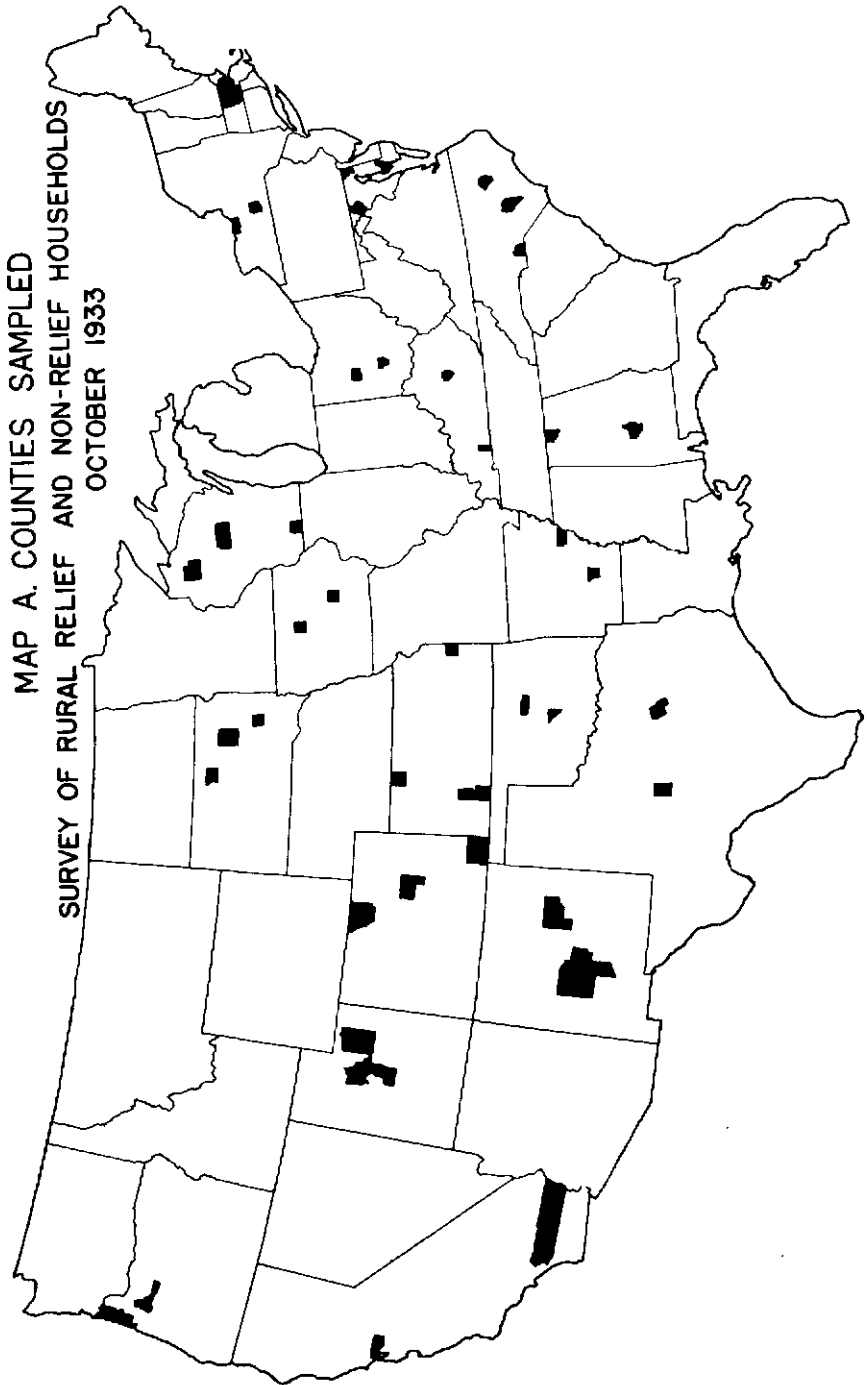 MAP A. COUNTIES SAMPLED
SURVEY OF RURAL RELIEF AND NON-RELIEF HOUSEHOLDS
OCTOBER 1933